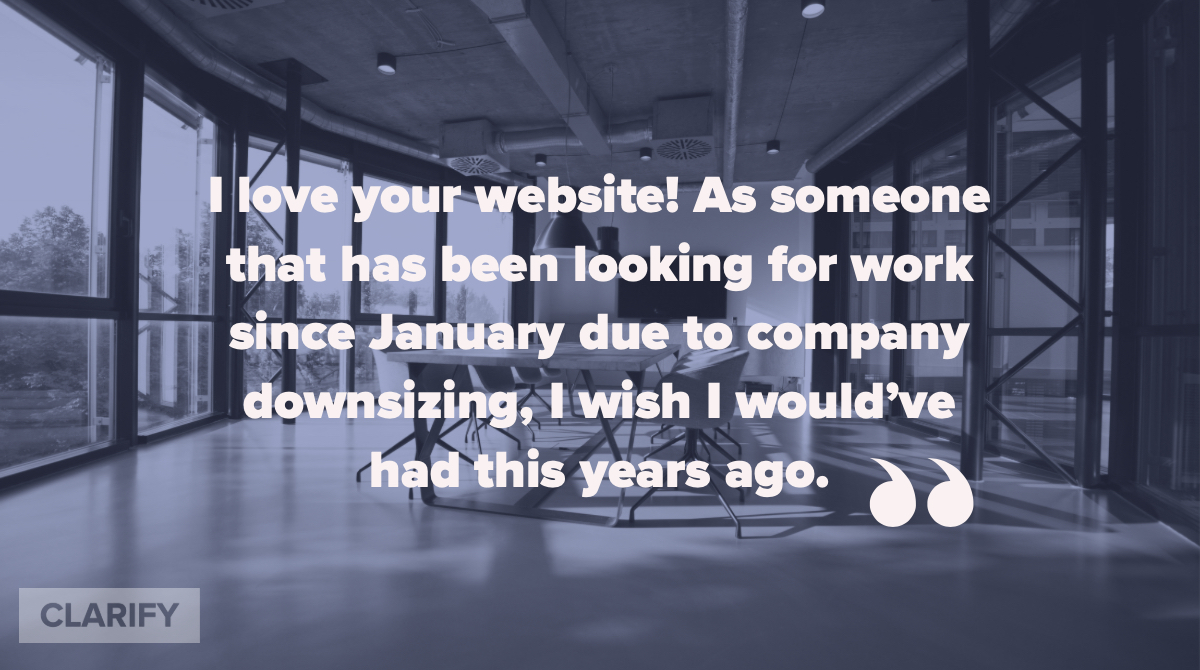 I love your website! As someone
that has been looking for work
since January due to company
downsizing, I wish I would’ve
had this years ago. ”
CLARIFY